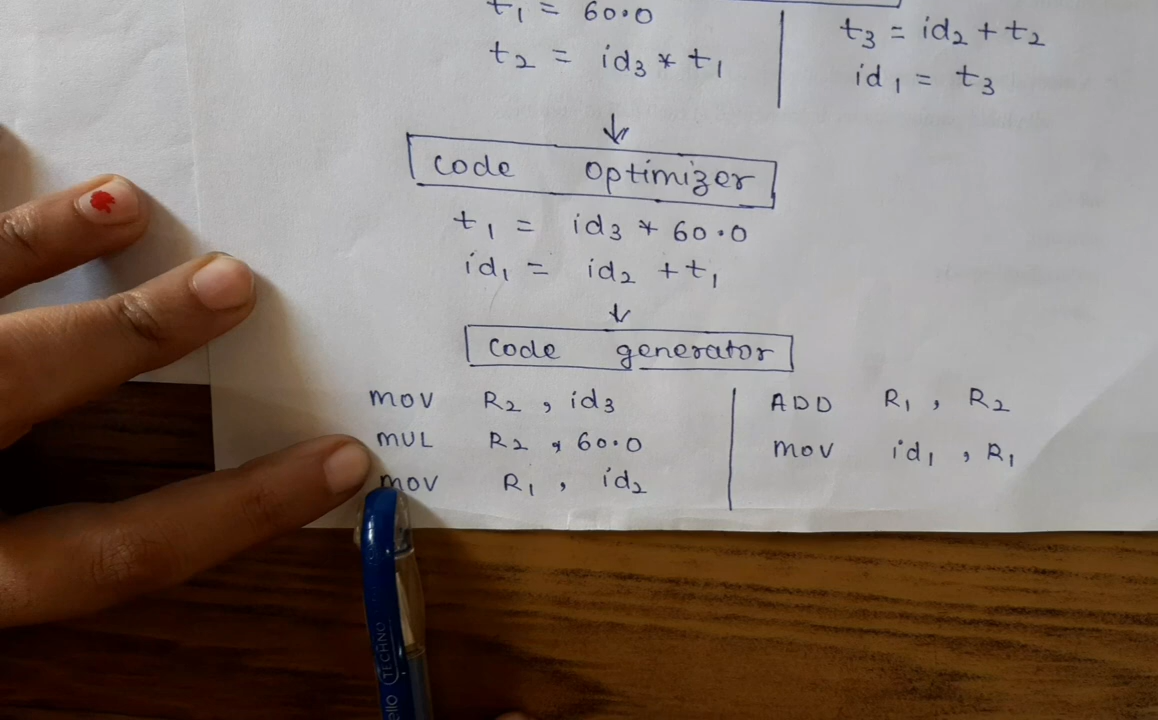 t₁ = 60.0
t₂ = id₃ * t₁
t₃ = id₂ + t₂
id₁ = t₃
↓
code optimizer
t₁ = id₃ * 60.0
id₁ = id₂ + t₁
↓
code generator
MOV R₂ , id₃
MUL R₂ , 60.0
MOV R₁ , id₂
ADD R₁ , R₂
MOV id₁ , R₁
TECHNO